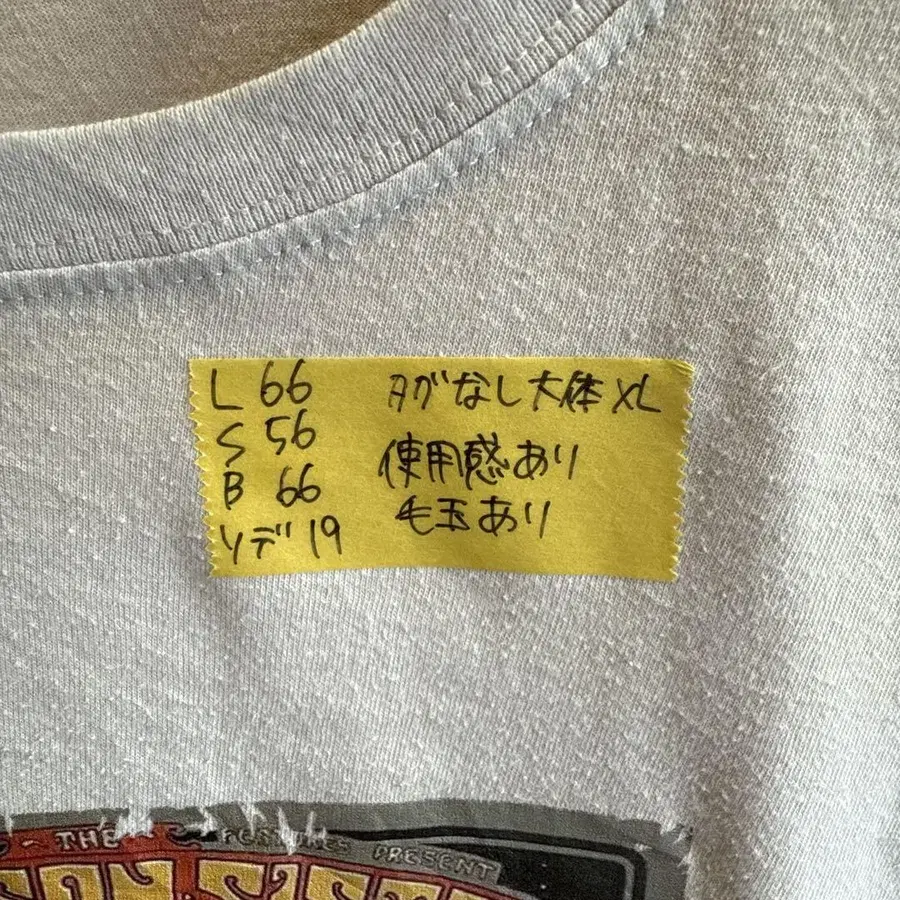 L 66
S 56
B 66
ソデ 19
タグなし大体XL
使用感あり
毛玉あり
THE
PRESENT